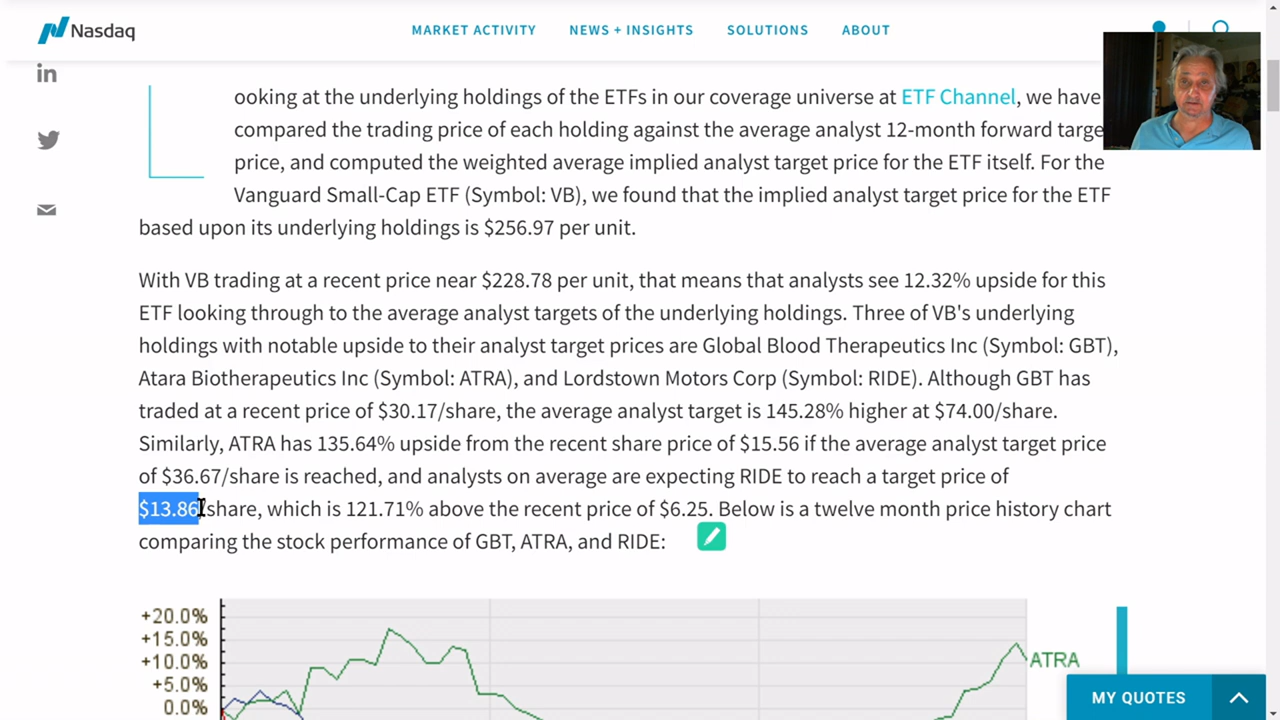 Nasdaq
MARKET ACTIVITY NEWS + INSIGHTS SOLUTIONS ABOUT
in
ooking at the underlying holdings of the ETFs in our coverage universe at ETF Channel, we have
compared the trading price of each holding against the average analyst 12-month forward targe
price, and computed the weighted average implied analyst target price for the ETF itself. For the
Vanguard Small-Cap ETF (Symbol: VB), we found that the implied analyst target price for the ETF
L
based upon its underlying holdings is $256.97 per unit.
With VB trading at a recent price near $228.78 per unit, that means that analysts see 12.32% upside for this
ETF looking through to the average analyst targets of the underlying holdings. Three of VB's underlying
holdings with notable upside to their analyst target prices are Global Blood Therapeutics Inc (Symbol: GBT),
Atara Biotherapeutics Inc (Symbol: ATRA), and Lordstown Motors Corp (Symbol: RIDE). Although GBT has
traded at a recent price of $30.17/share, the average analyst target is 145.28% higher at $74.00/share.
Similarly, ATRA has 135.64% upside from the recent share price of $15.56 if the average analyst target price
of $36.67/share is reached, and analysts on average are expecting RIDE to reach a target price of
$13.86/share, which is 121.71% above the recent price of $6.25. Below is a twelve month price history chart
comparing the stock performance of GBT, ATRA, and RIDE:
+20.0%
+15.0%
+10.0%
ATRA
+5.0%
0.0%
MY QUOTES